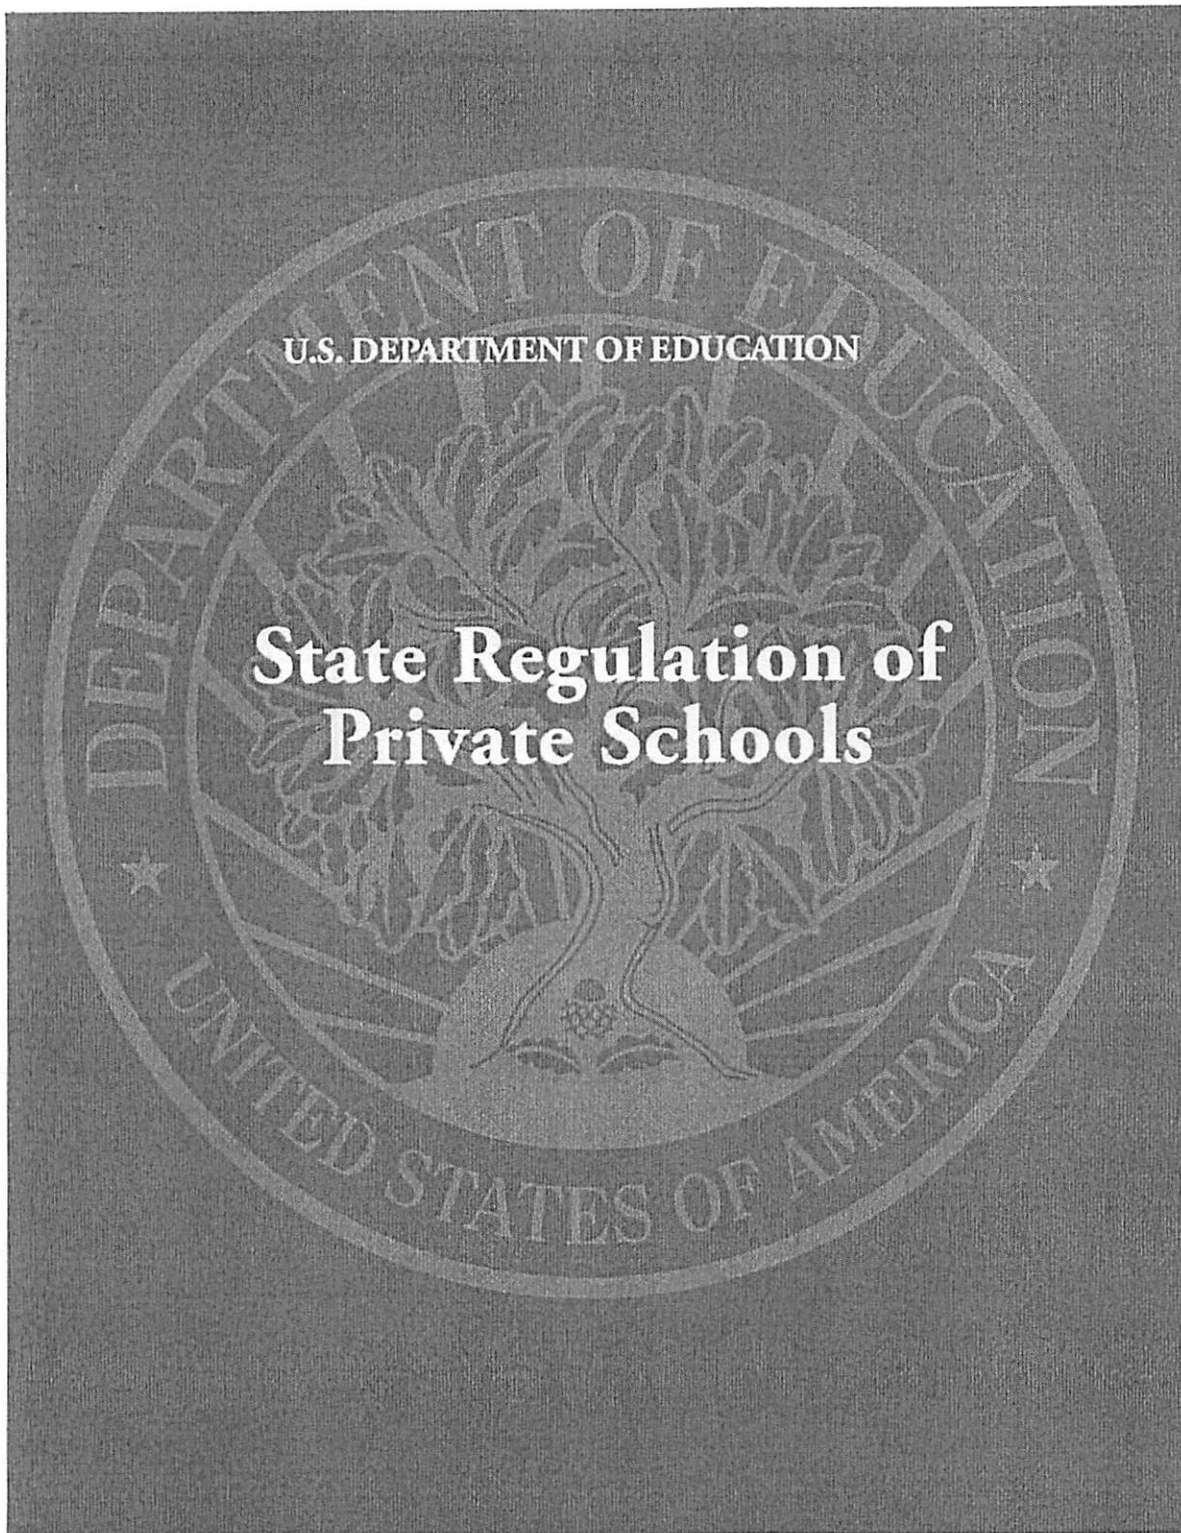 DEPARTMENT OF EDUCATION
U.S. DEPARTMENT OF EDUCATION
State Regulation of
Private Schools
UNITED STATES OF AMERICA